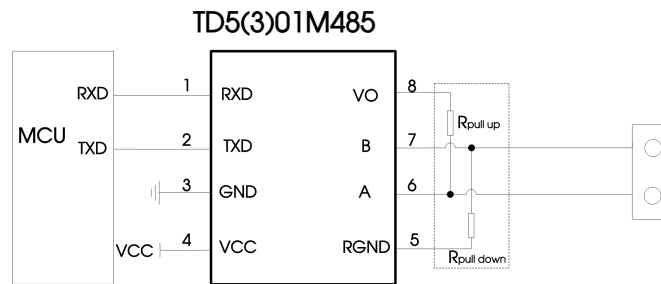 TD5(3)01M485
MCU
RXD
TXD
VCC
1
2
3
4
RXD
TXD
GND
VCC
VO
B
A
RGND
8
7
6
5
Rpull up
Rpull down